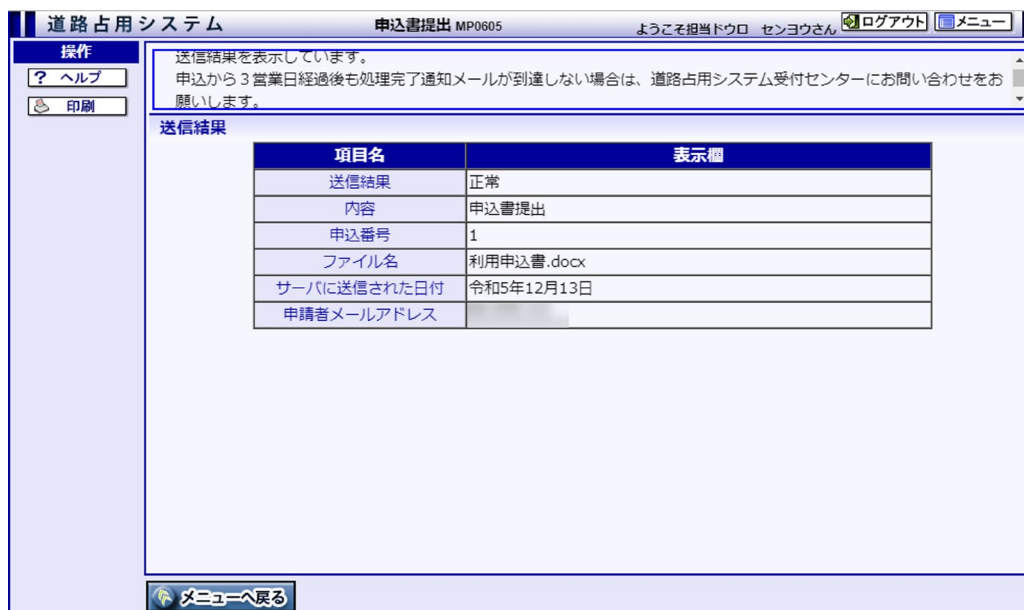 道路占用システム
申込書提出 MP0605
ようこそ担当ドウロ センヨウさん
ログアウト
メニュー
操作
? ヘルプ
印刷
送信結果を表示しています。
申込から3営業日経過後も処理完了通知メールが到達しない場合は、道路占用システム受付センターにお問い合わせをお
願いします。
送信結果
項目名 表示欄
送信結果 正常
内容 申込書提出
申込番号 1
ファイル名 利用申込書.docx
サーバに送信された日付 令和5年12月13日
申請者メールアドレス
メニューへ戻る